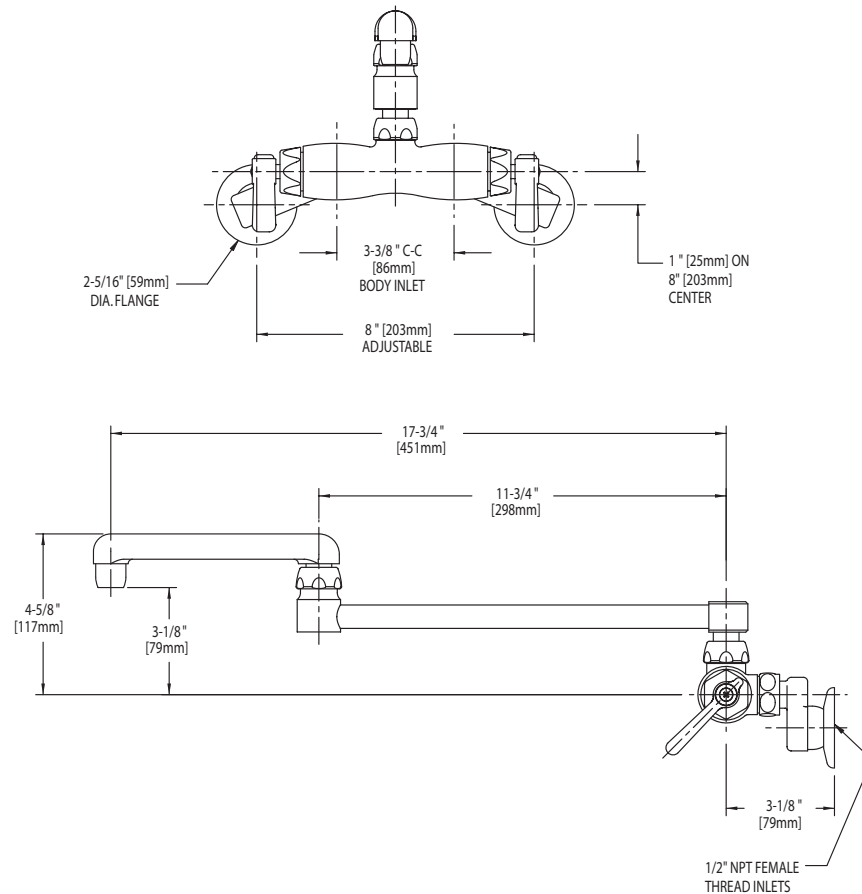 3-3/8" C-C
[86mm]
BODY INLET
2-5/16" [59mm]
DIA. FLANGE
1" [25mm] ON
8" [203mm]
CENTER
8" [203mm]
ADJUSTABLE
17-3/4"
[451mm]
11-3/4"
[298mm]
4-5/8"
[117mm]
3-1/8"
[79mm]
3-1/8"
[79mm]
1/2" NPT FEMALE
THREAD INLETS